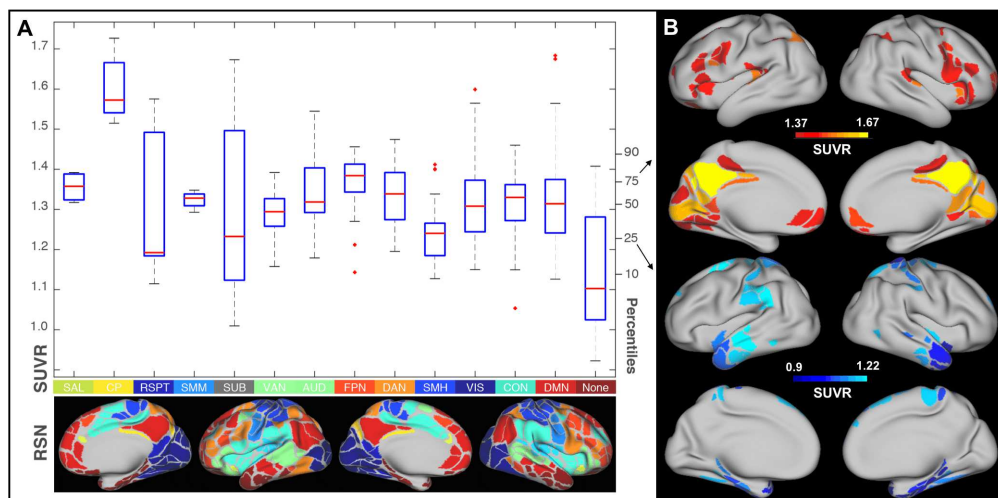 A
SUVR
1.7
1.6
1.5
1.4
1.3
1.2
1.1
1.0
90
75
50
25
10
Percentiles
SAL CP RSPT SMM SUB VAN AUD FPN DAN SMH VIS CON DMN None
RSN
B
1.37 1.67
SUVR
0.9 1.22
SUVR